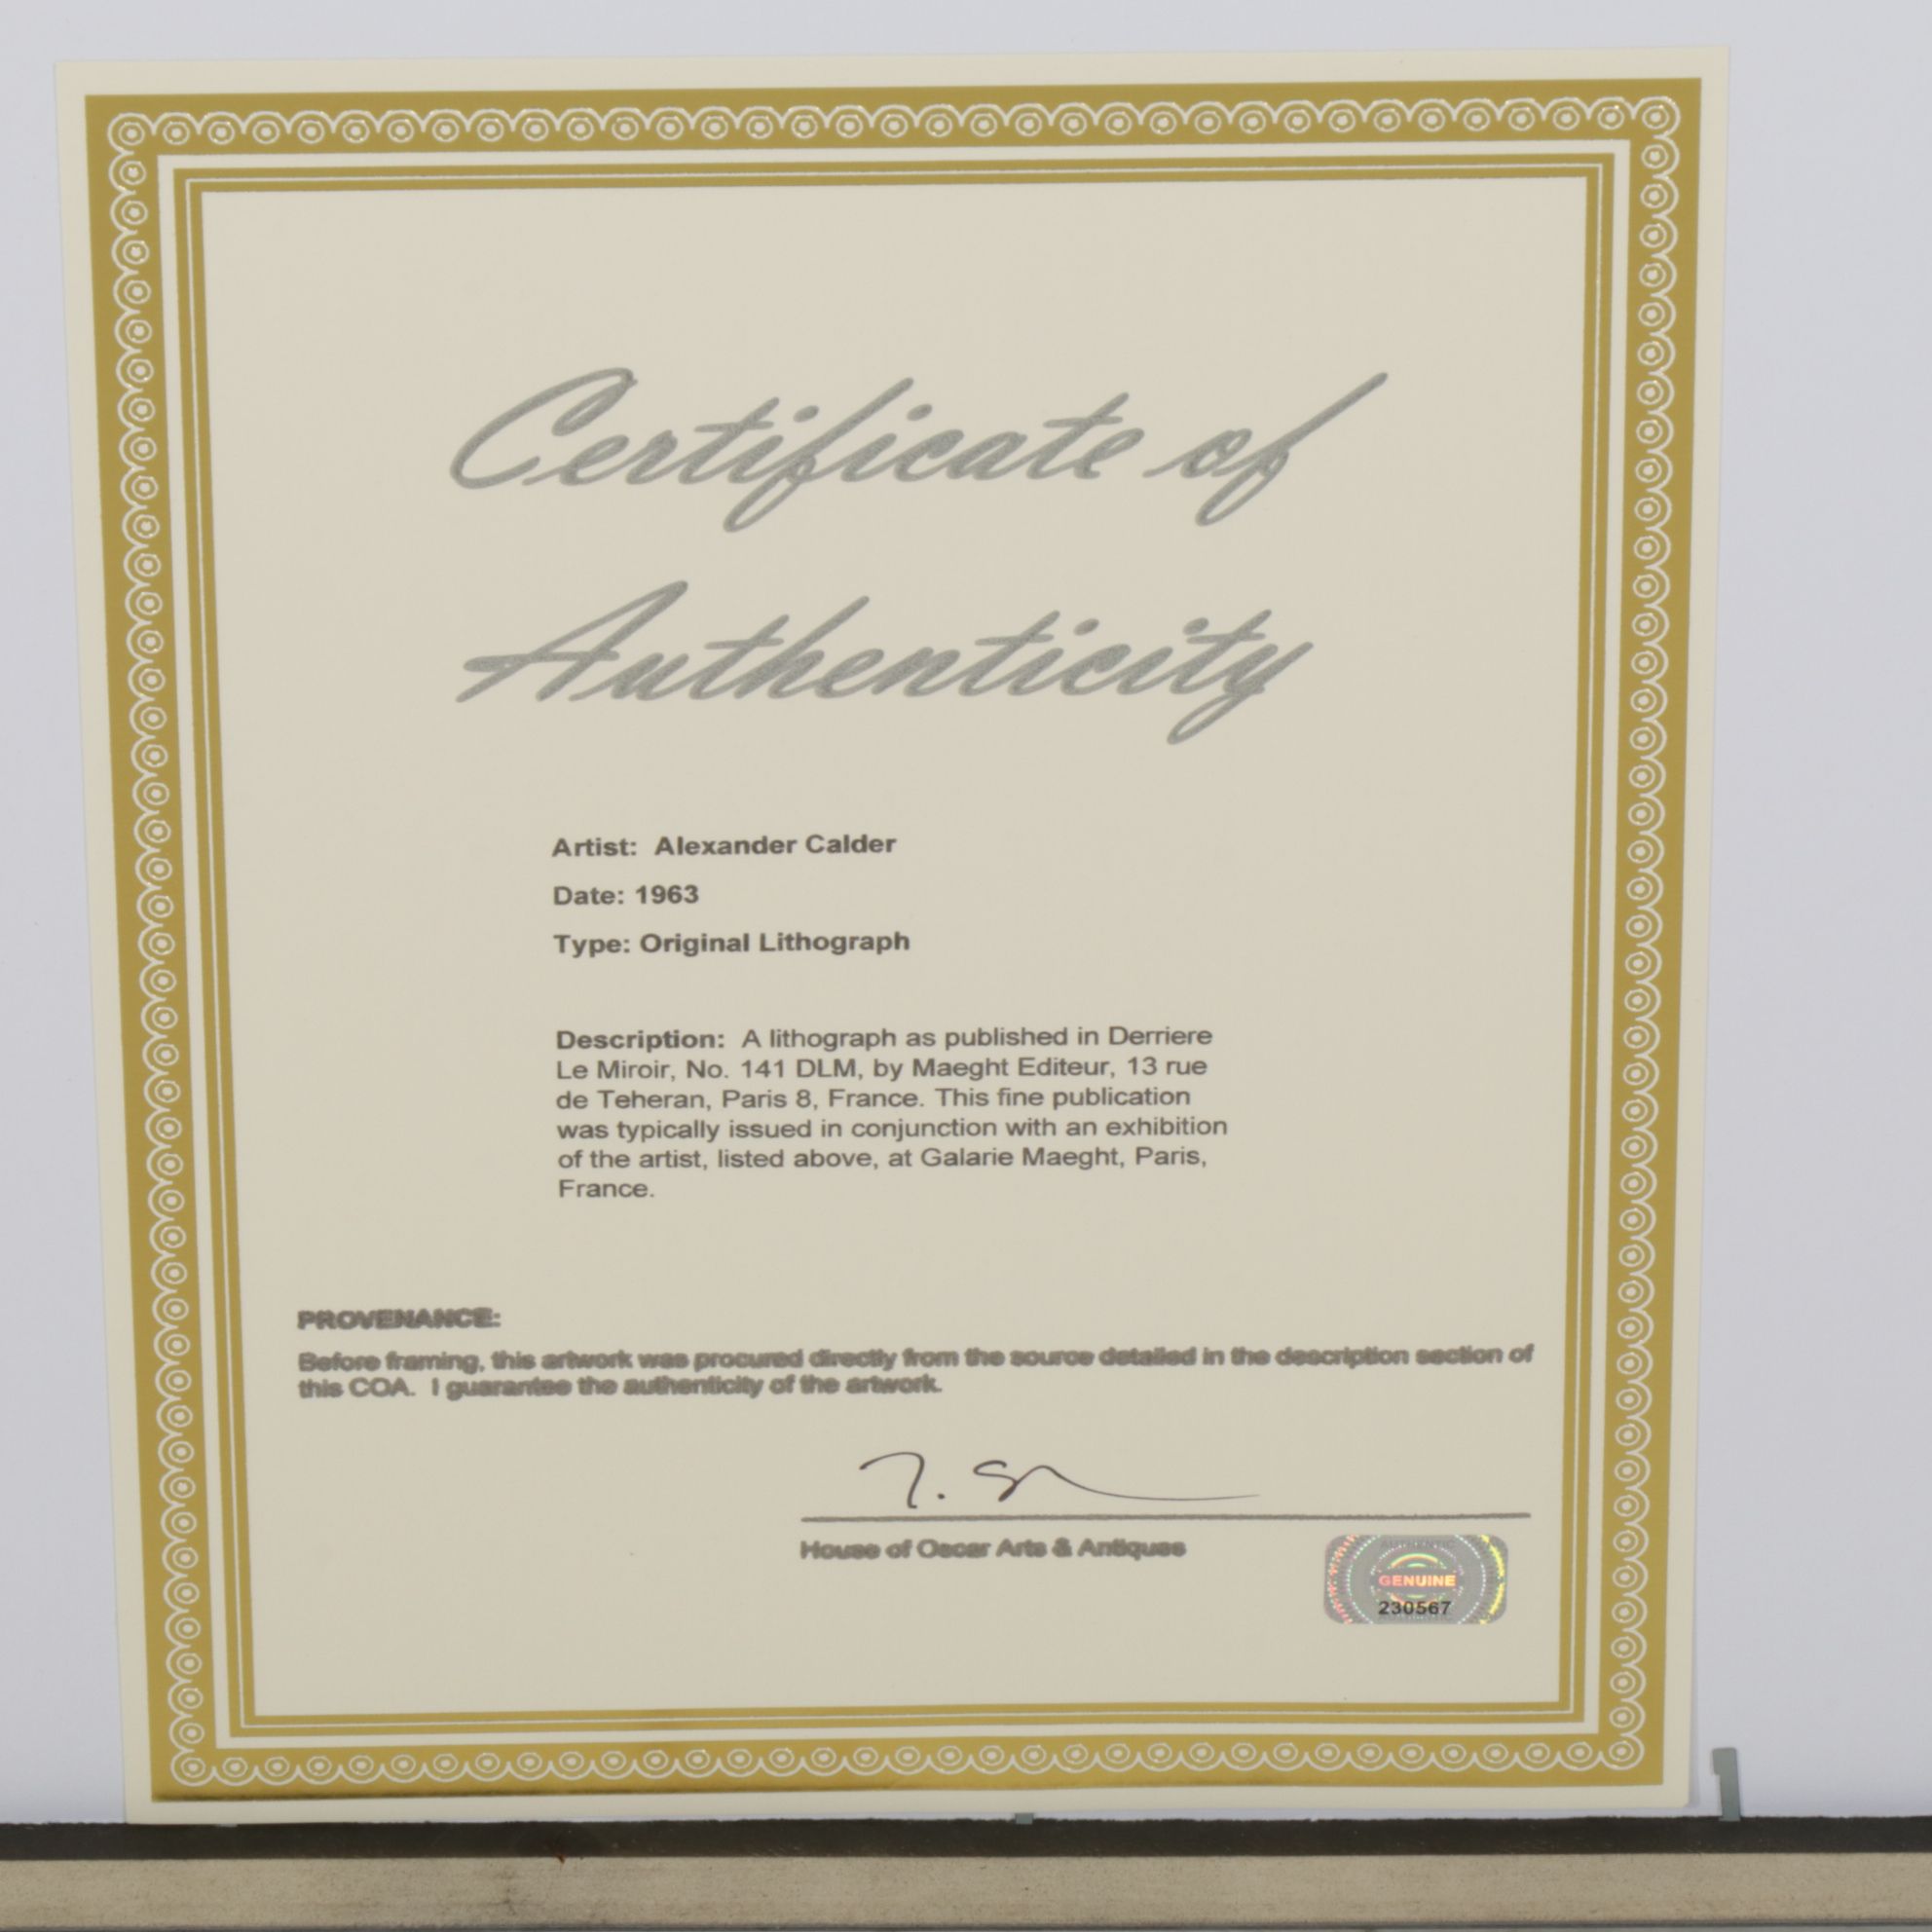 Certificate of
Authenticity
Artist: Alexander Calder
Date: 1963
Type: Original Lithograph
Description: A lithograph as published in Derriere
Le Miroir, No. 141 DLM, by Maeght Editeur, 13 rue
de Teheran, Paris 8, France. This fine publication
was typically issued in conjunction with an exhibition
of the artist, listed above, at Galarie Maeght, Paris,
France.
PROVENANCE:
Before framing, this artwork was procured directly from the source detailed in the description section of
this COA. I guarantee the authenticity of the artwork.
House of Oscar Arts & Antiques
AUTHENTIC
GENUINE
230567